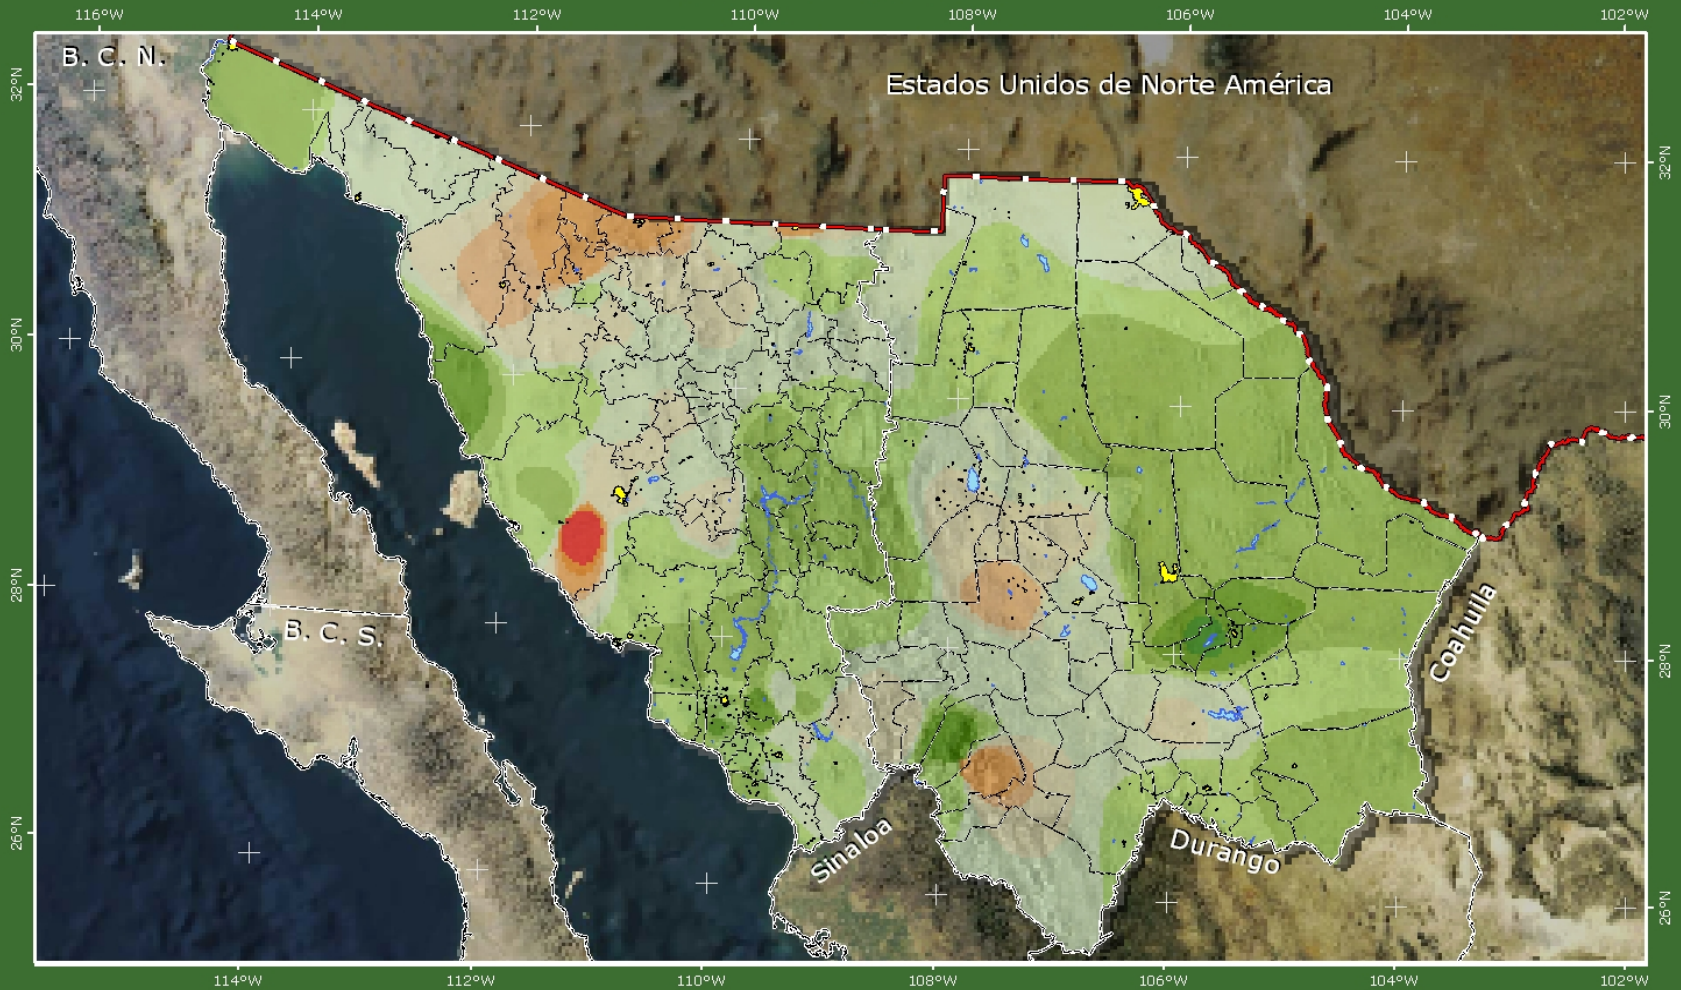 116°W 114°W 112°W 110°W 108°W 106°W 104°W 102°W
B. C. N.
Estados Unidos de Norte América
32°N
32°N
30°N
30°N
28°N
28°N
B. C. S.
Coahuila
26°N
Sinaloa
Durango
26°N
114°W 112°W 110°W 108°W 106°W 104°W 102°W